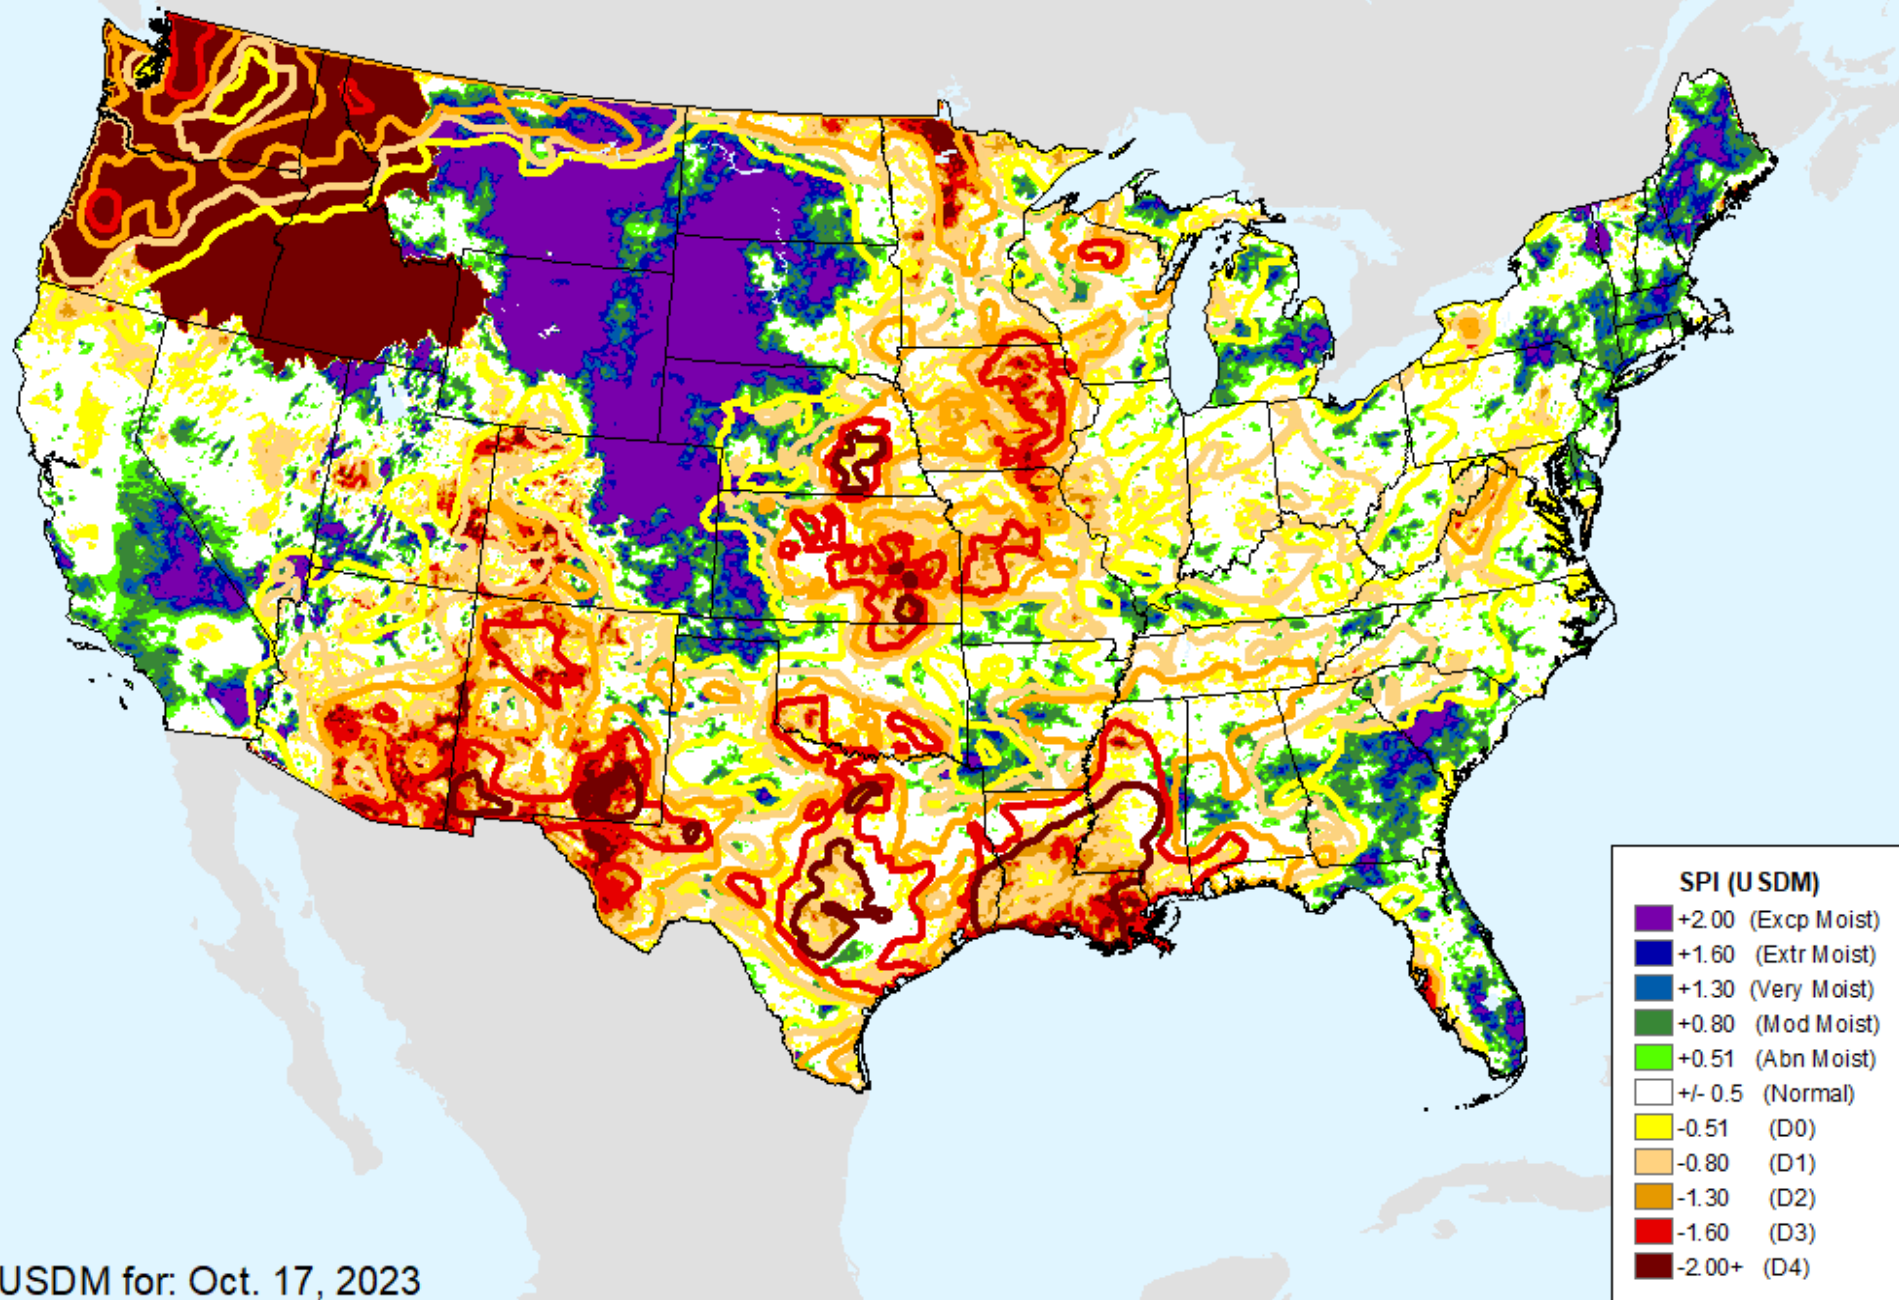 SPI (USDM)
+2.00 (Excp Moist)
+1.60 (Extr Moist)
+1.30 (Very Moist)
+0.80 (Mod Moist)
+0.51 (Abn Moist)
+/- 0.5 (Normal)
-0.51 (D0)
-0.80 (D1)
-1.30 (D2)
-1.60 (D3)
-2.00+ (D4)
USDM for: Oct. 17, 2023